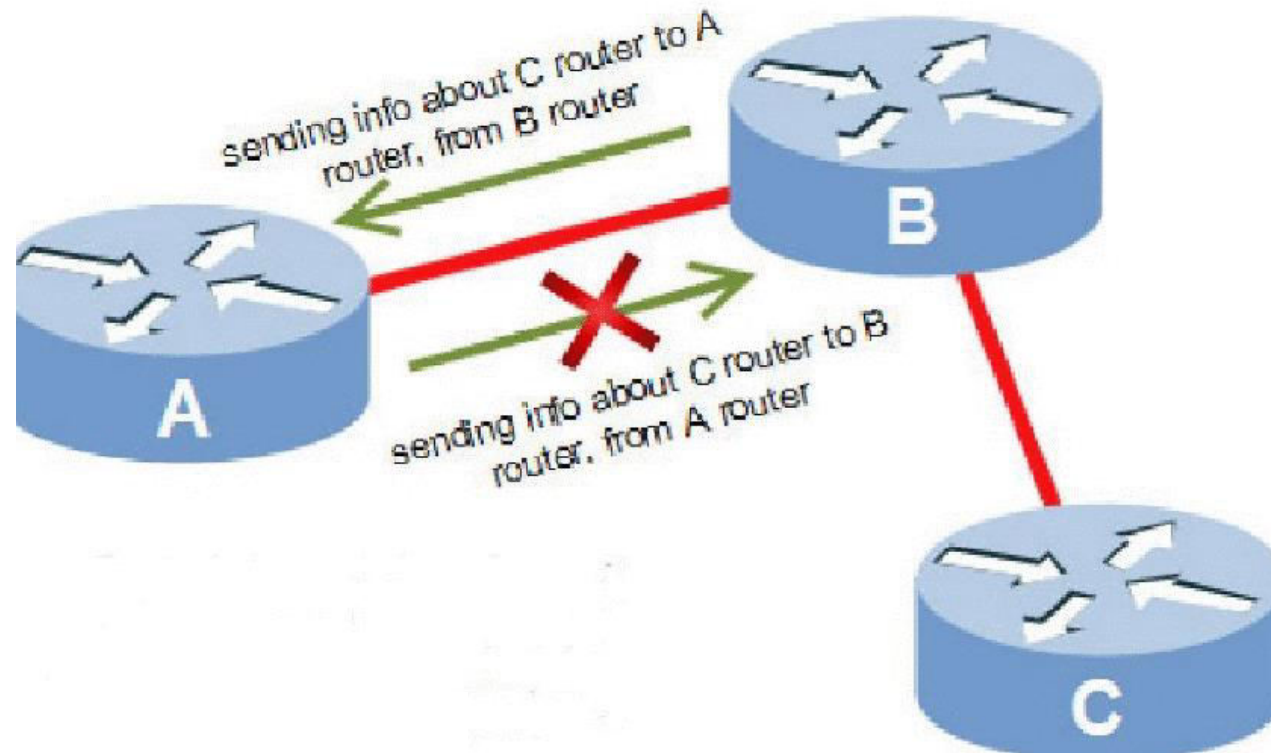 sending info about C router to A
router, from B router
B
A
sending info about C router to B
router, from A router
C